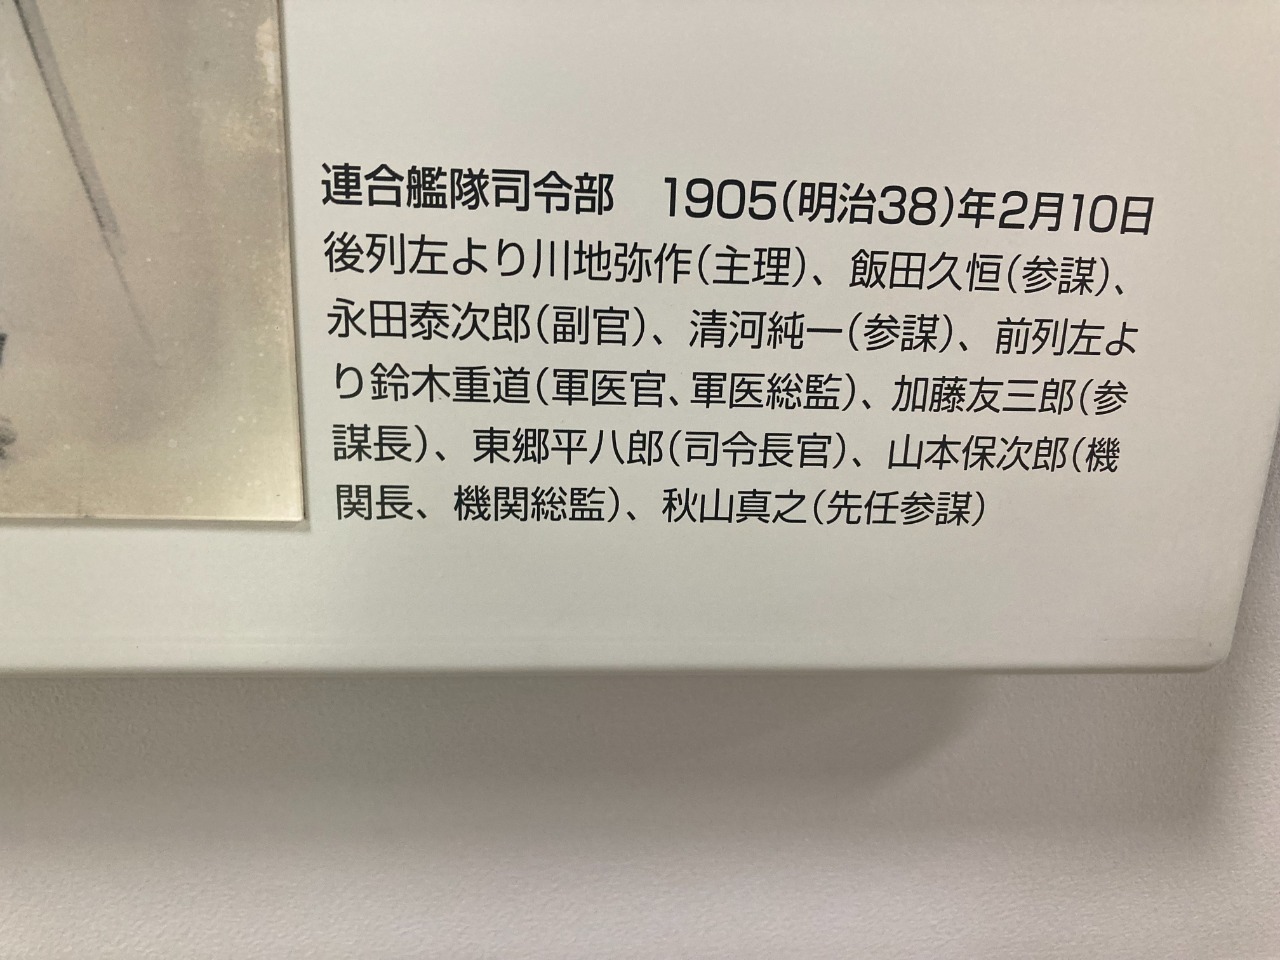 連合艦隊司令部　1905(明治38)年2月10日
後列左より川地弥作(主理)、飯田久恒(参謀)、
永田泰次郎(副官)、清河純一(参謀)、前列左よ
り鈴木重道(軍医官、軍医総監)、加藤友三郎(参
謀長)、東郷平八郎(司令長官)、山本保次郎(機
関長、機関総監)、秋山真之(先任参謀)